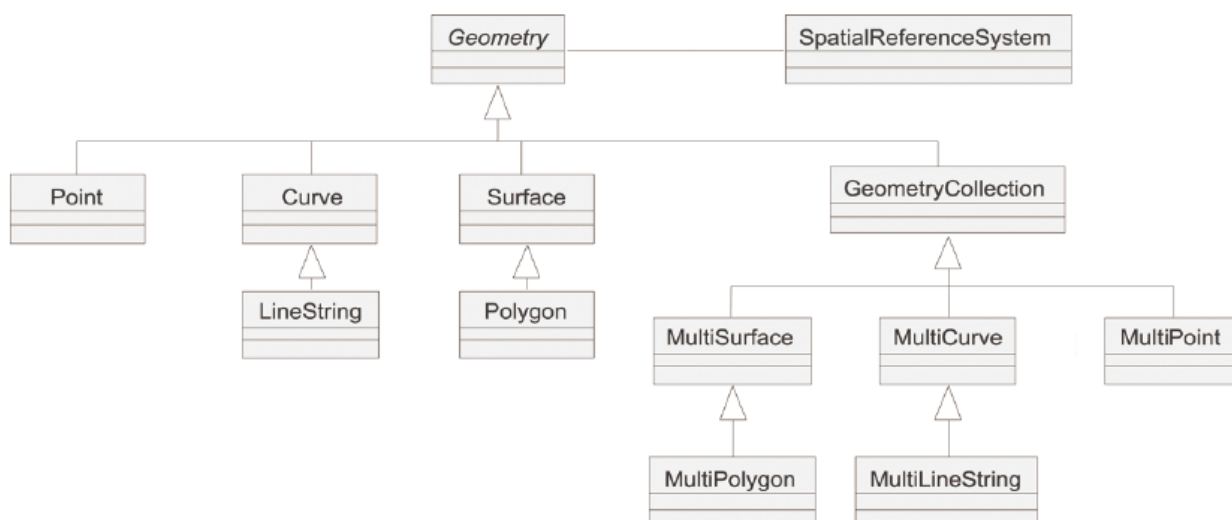 Geometry
SpatialReferenceSystem
Point
Curve
Surface
GeometryCollection
LineString
Polygon
MultiSurface
MultiCurve
MultiPoint
MultiPolygon
MultiLineString